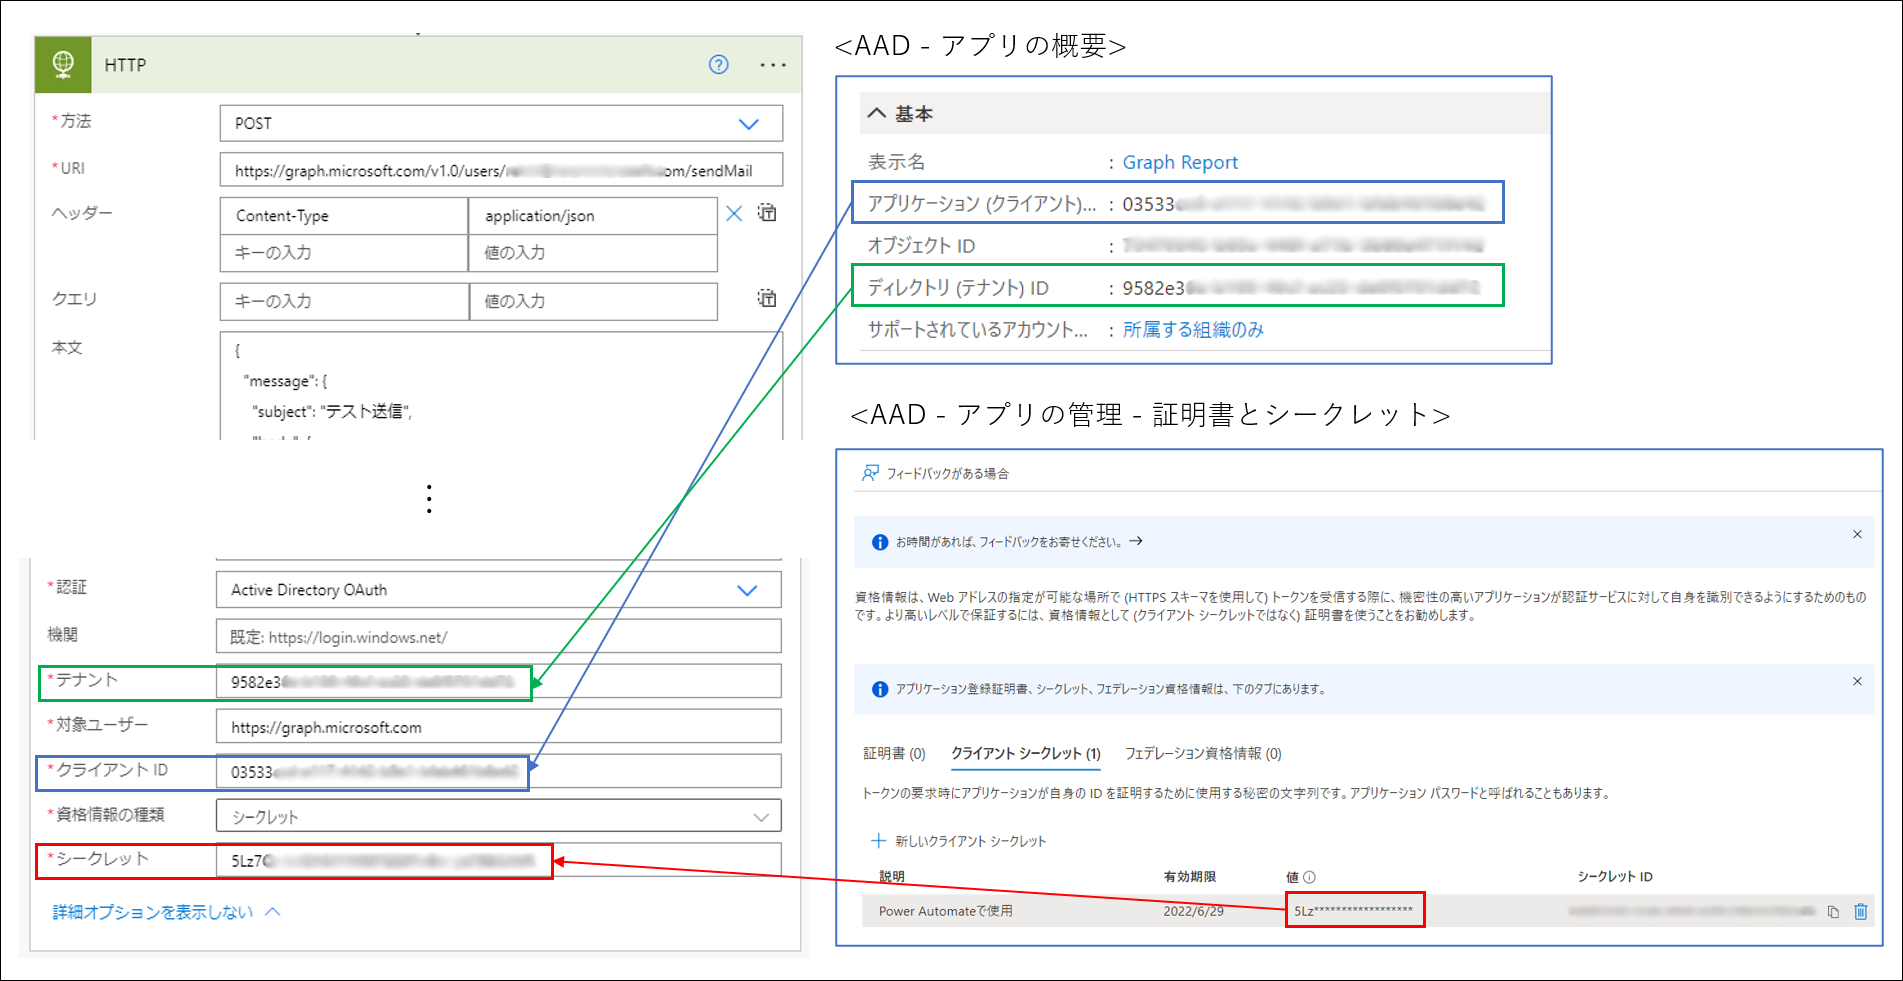 HTTP
*方法
POST
*URI
https://graph.microsoft.com/v1.0/users/ om/sendMail
ヘッダー
Content-Type
application/json
キーの入力
値の入力
クエリ
キーの入力
値の入力
本文
{
"message": {
"subject": "テスト送信",
*認証
Active Directory OAuth
機関
既定: https://login.windows.net/
*テナント
9582e3
*対象ユーザー
https://graph.microsoft.com
*クライアント ID
03533
*資格情報の種類
シークレット
*シークレット
5Lz7
詳細オプションを表示しない
<AAD - アプリの概要>
基本
表示名 : Graph Report
アプリケーション (クライアント)... : 03533
オブジェクト ID :
ディレクトリ (テナント) ID : 9582e3
サポートされているアカウント... : 所属する組織のみ
<AAD - アプリの管理 - 証明書とシークレット>
フィードバックがある場合
お時間があれば、フィードバックをお寄せください。 →
資格情報は、Web アドレスの指定が可能な場所で (HTTPS スキーマを使用して) トークンを受信する際に、機密性の高いアプリケーションが認証サービスに対して自身を識別できるようにするためのもの
です。より高いレベルで保証するには、資格情報として (クライアント シークレットではなく) 証明書を使うことをお勧めします。
アプリケーション登録証明書、シークレット、フェデレーション資格情報は、下のタブにあります。
証明書 (0) クライアント シークレット (1) フェデレーション資格情報 (0)
トークンの要求時にアプリケーションが自身の ID を証明するために使用する秘密の文字列です。アプリケーション パスワードと呼ばれることもあります。
新しいクライアント シークレット
説明 有効期限 値 シークレット ID
Power Automateで使用 2022/6/29 5Lz******************